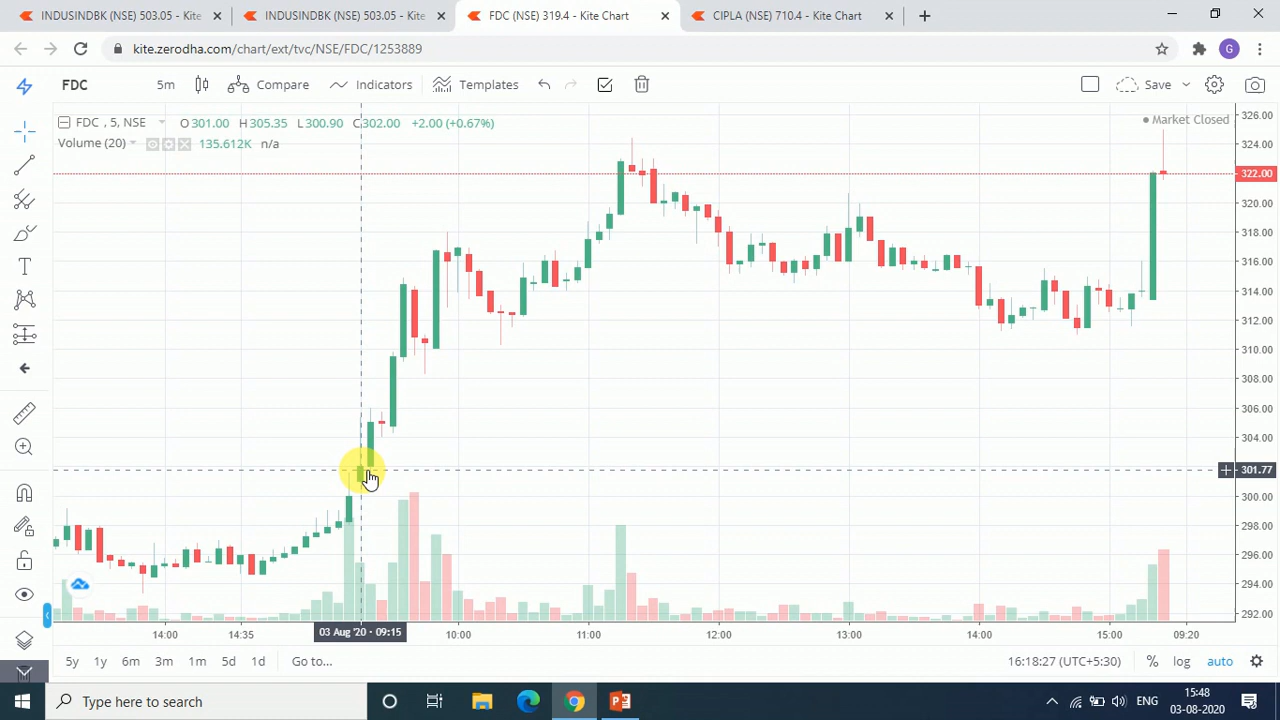 INDUSINDBK (NSE) 503.05 - Kite
INDUSINDBK (NSE) 503.05 - Kite
FDC (NSE) 319.4 - Kite Chart
CIPLA (NSE) 710.4 - Kite Chart
kite.zerodha.com/chart/ext/tvc/NSE/FDC/1253889
G
FDC 5m Compare Indicators Templates Save
FDC , 5, NSE O301.00 H305.35 L300.90 C302.00 +2.00 (+0.67%)
Market Closed
Volume (20) 135.612K n/a
326.00
324.00
322.00
320.00
318.00
316.00
314.00
312.00
310.00
308.00
306.00
304.00
301.77
300.00
298.00
296.00
294.00
292.00
14:00 14:35 03 Aug '20 - 09:15 10:00 11:00 12:00 13:00 14:00 15:00 09:20
5y 1y 6m 3m 1m 5d 1d Go to... 16:18:27 (UTC+5:30) % log auto
Type here to search
ENG
15:48
03-08-2020